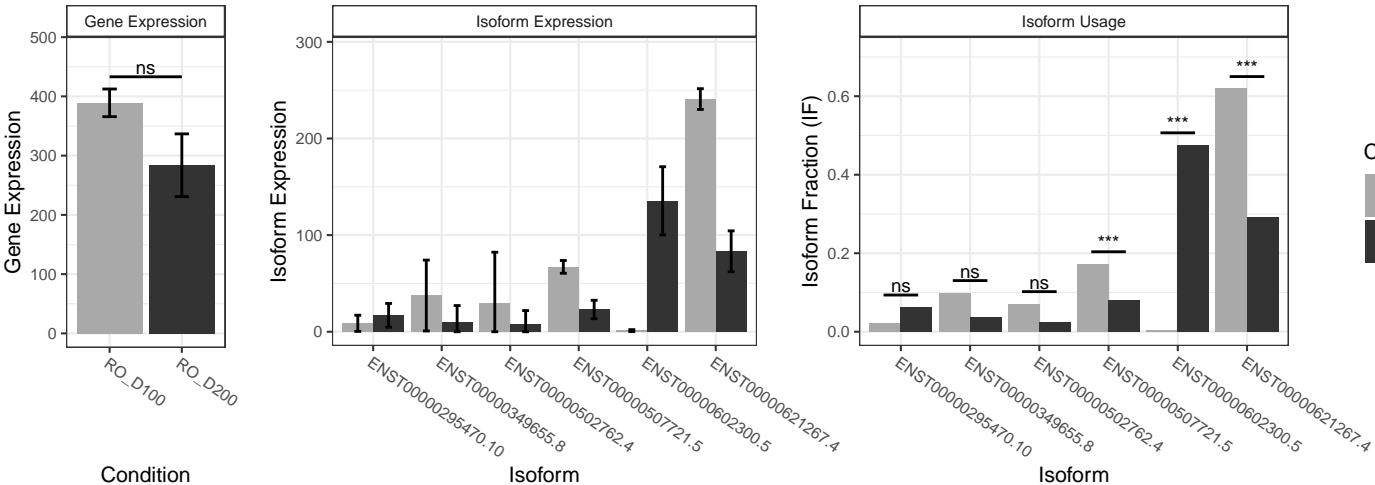 Gene Expression
Isoform Expression
Isoform Usage
Gene Expression
500
400
300
200
100
0
ns
RO_D100
RO_D200
Condition
Isoform Expression
300
200
100
0
ENST00000295470.10
ENST00000349655.8
ENST00000502762.4
ENST00000507721.5
ENST00000602300.5
ENST00000621267.4
Isoform
Isoform Fraction (IF)
0.6
0.4
0.2
0.0
ns
ns
ns
***
***
***
ENST00000295470.10
ENST00000349655.8
ENST00000502762.4
ENST00000507721.5
ENST00000602300.5
ENST00000621267.4
Isoform